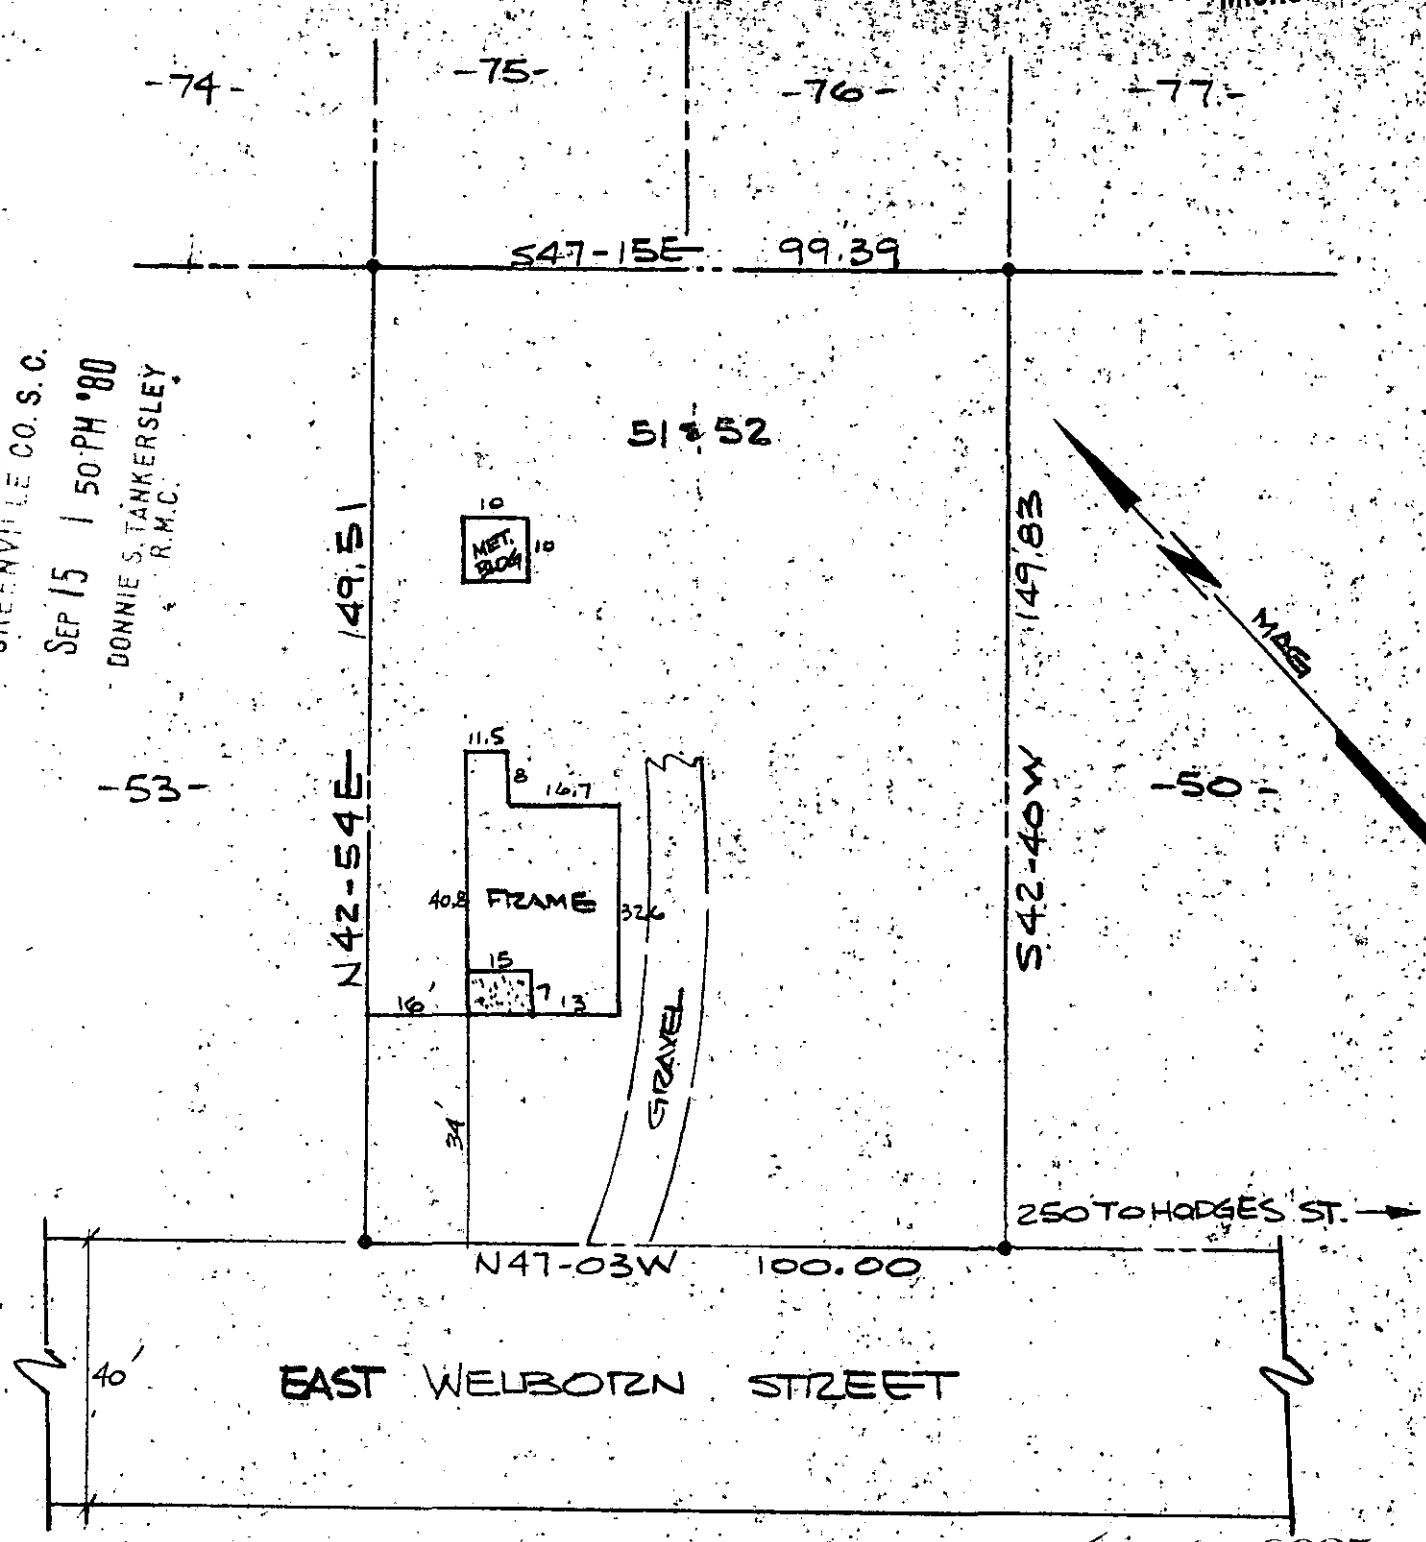 -74-
-75-
-76-
-77-
S47-15E 99.39
GREENVILLE CO. S. C.
SEP 15 1 50 PM '80
DONNIE S. TANKERSLEY
R.M.C.
51 & 52
10
MET.
BLDG
10
N42-54E 149.51
S42-40W 149.83
MAG
-53-
-50-
11.5
8
16.7
40.8
FRAME
32.6
15
7
13
16'
34'
GRAVEL
250 TO HODGES ST.
N47-03W 100.00
40'
EAST WELBORN STREET